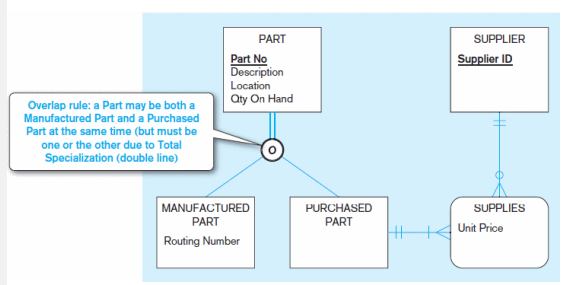 PART
Part No
Description
Location
Qty On Hand
SUPPLIER
Supplier ID
Overlap rule: a Part may be both a
Manufactured Part and a Purchased
Part at the same time (but must be
one or the other due to Total
Specialization (double line)
O
MANUFACTURED
PART
Routing Number
PURCHASED
PART
SUPPLIES
Unit Price